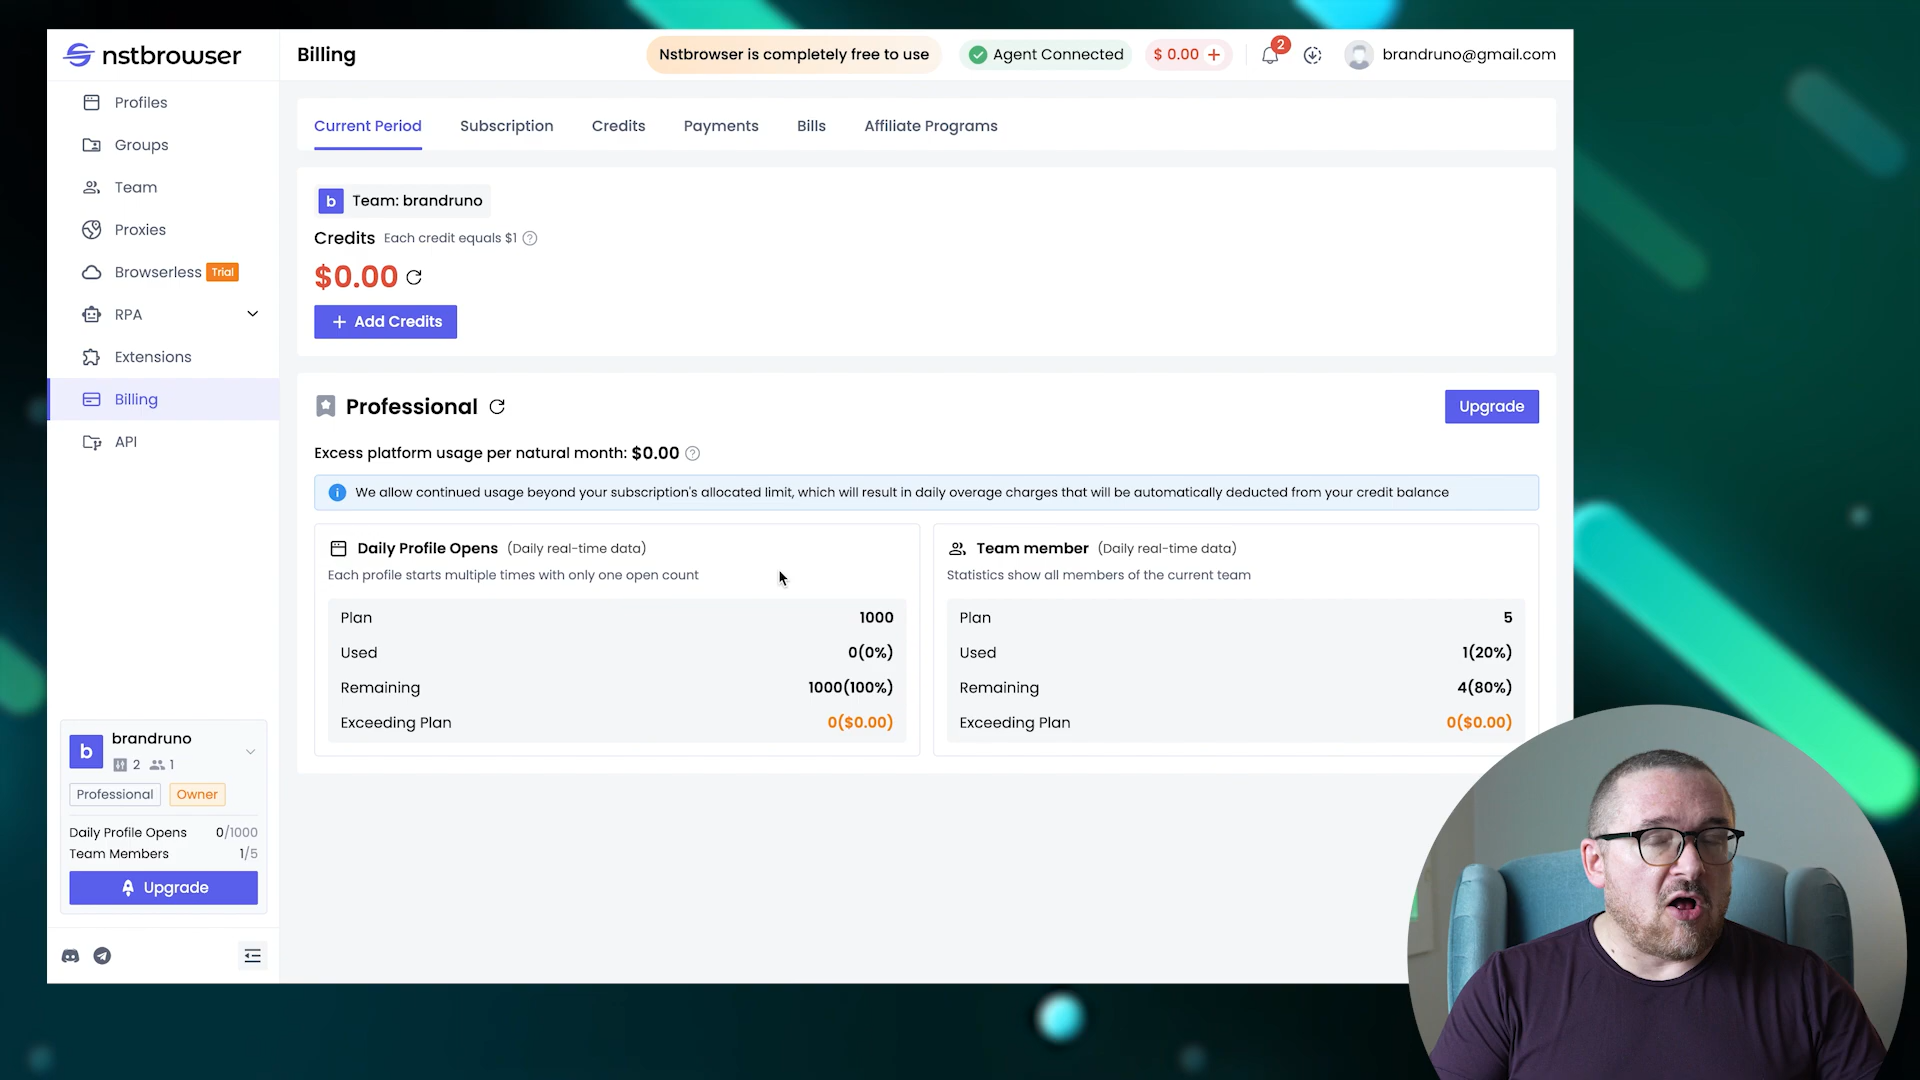 nstbrowser
Billing
Nstbrowser is completely free to use
Agent Connected
$ 0.00 +
2
brandruno@gmail.com
Profiles
Groups
Team
Proxies
Browserless Trial
RPA
Extensions
Billing
API
Current Period
Subscription
Credits
Payments
Bills
Affiliate Programs
b Team: brandruno
Credits Each credit equals $1 ?
$0.00
+ Add Credits
Professional
Upgrade
Excess platform usage per natural month: $0.00 ?
i We allow continued usage beyond your subscription's allocated limit, which will result in daily overage charges that will be automatically deducted from your credit balance
Daily Profile Opens (Daily real-time data)
Each profile starts multiple times with only one open count
Plan 1000
Used 0(0%)
Remaining 1000(100%)
Exceeding Plan 0($0.00)
Team member (Daily real-time data)
Statistics show all members of the current team
Plan 5
Used 1(20%)
Remaining 4(80%)
Exceeding Plan 0($0.00)
b brandruno
2 1
Professional Owner
Daily Profile Opens 0/1000
Team Members 1/5
Upgrade